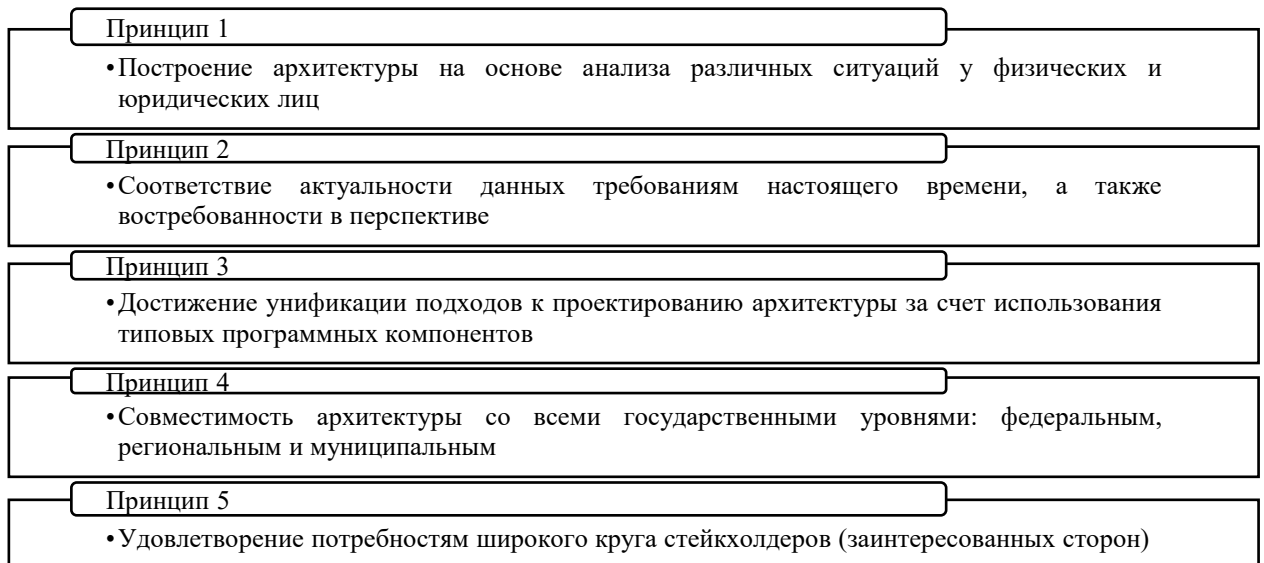 Принцип 1
•Построение архитектуры на основе анализа различных ситуаций у физических и
юридических лиц
Принцип 2
•Соответствие актуальности данных требованиям настоящего времени, а также
востребованности в перспективе
Принцип 3
•Достижение унификации подходов к проектированию архитектуры за счет использования
типовых программных компонентов
Принцип 4
•Совместимость архитектуры со всеми государственными уровнями: федеральным,
региональным и муниципальным
Принцип 5
•Удовлетворение потребностям широкого круга стейкхолдеров (заинтересованных сторон)